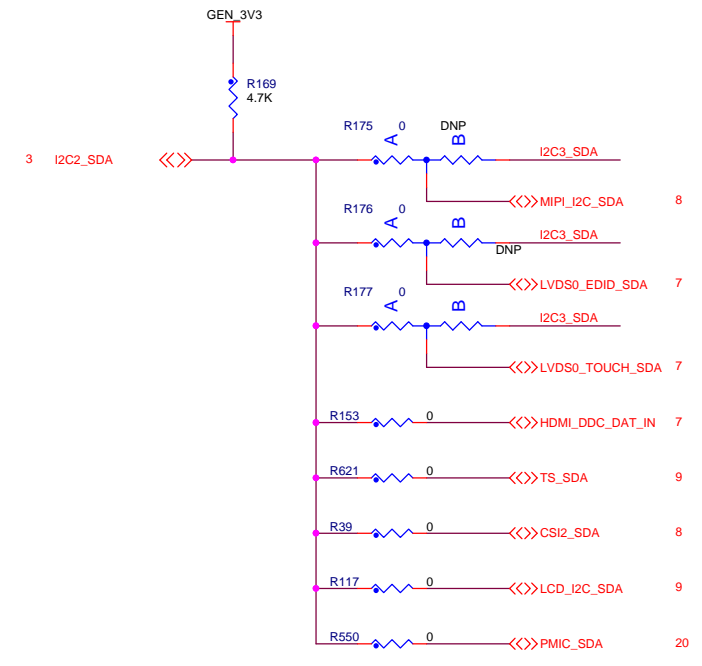 GEN_3V3
R169
4.7K
R175 0 DNP
A B
I2C3_SDA
3 I2C2_SDA
MIPI_I2C_SDA 8
R176 0
A B
I2C3_SDA
DNP
LVDS0_EDID_SDA 7
R177 0
A B
I2C3_SDA
LVDS0_TOUCH_SDA 7
R153 0 HDMI_DDC_DAT_IN 7
R621 0 TS_SDA 9
R39 0 CSI2_SDA 8
R117 0 LCD_I2C_SDA 9
R550 0 PMIC_SDA 20